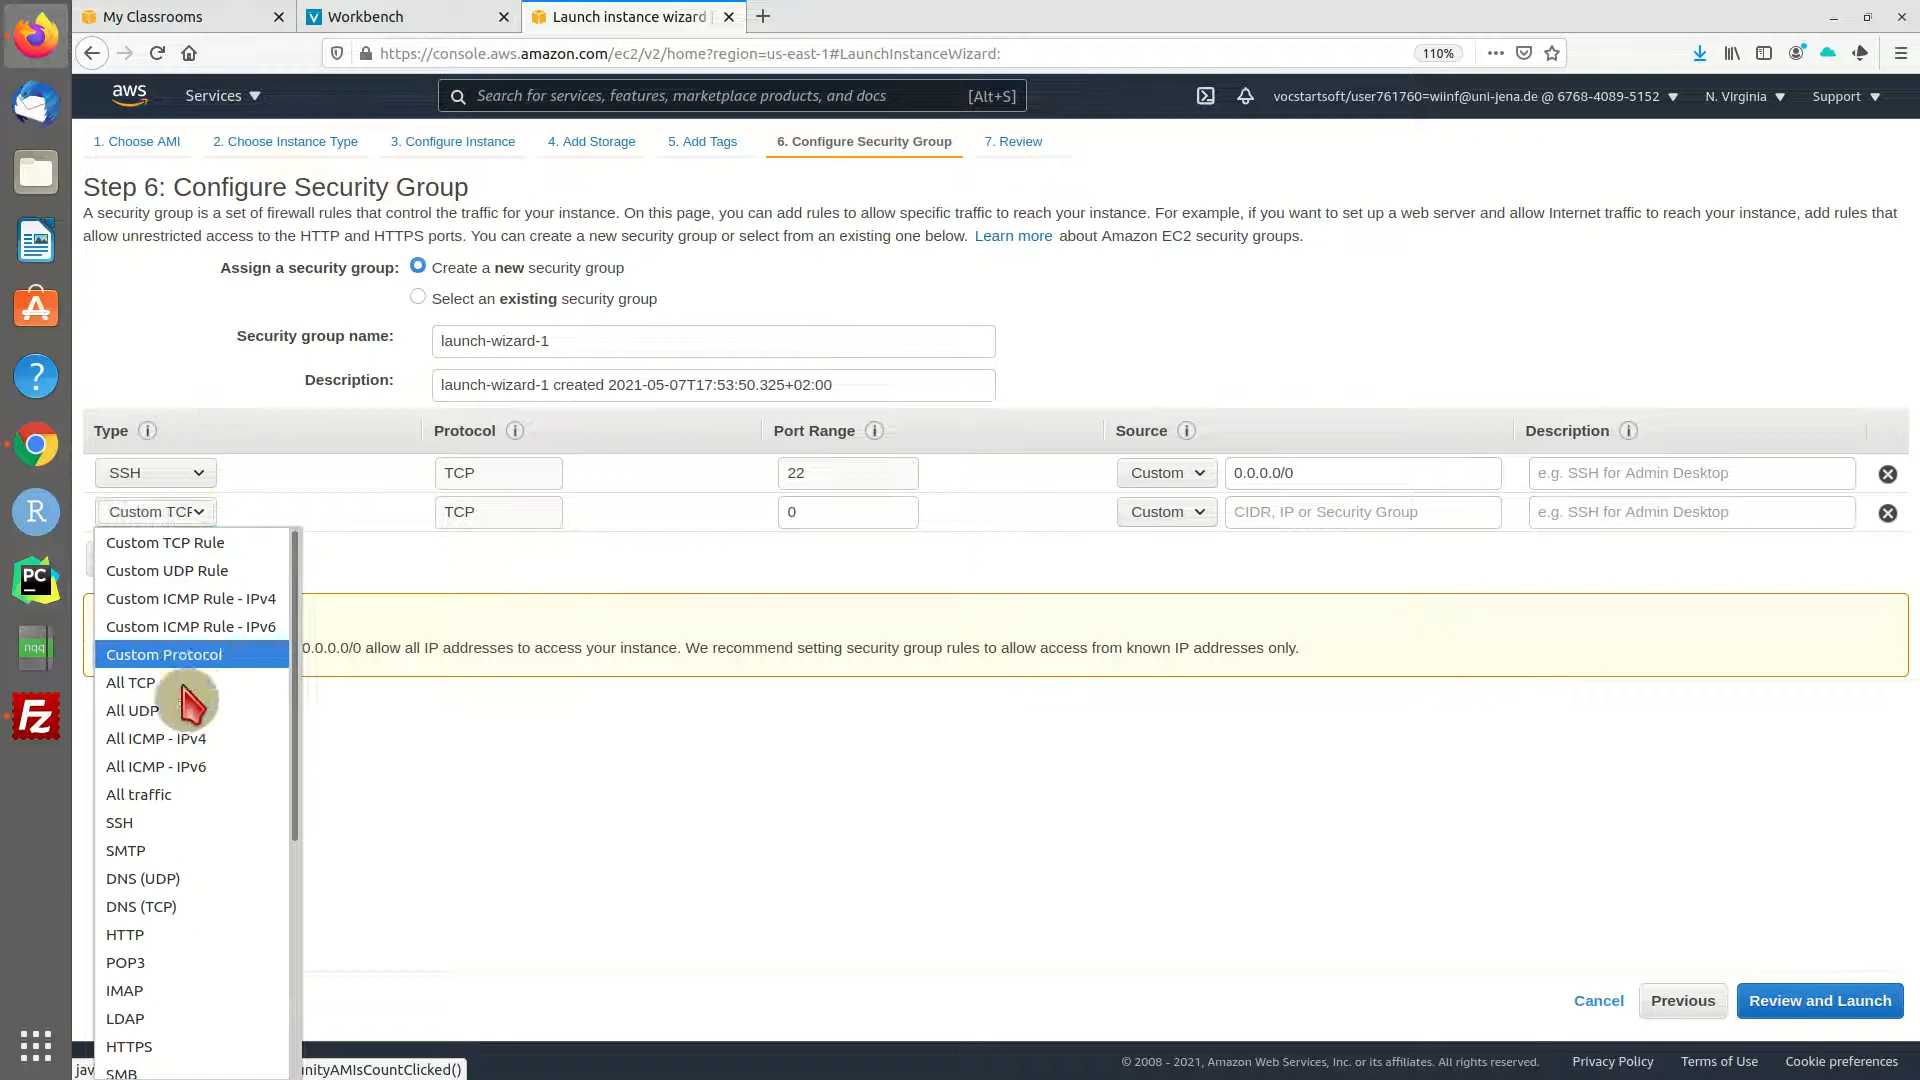 My Classrooms
Workbench
Launch instance wizard
https://console.aws.amazon.com/ec2/v2/home?region=us-east-1#LaunchInstanceWizard:
110%
aws
Services
Search for services, features, marketplace products, and docs
[Alt+S]
vocstartsoft/user761760=wiinf@uni-jena.de @ 6768-4089-5152
N. Virginia
Support
1. Choose AMI
2. Choose Instance Type
3. Configure Instance
4. Add Storage
5. Add Tags
6. Configure Security Group
7. Review
Step 6: Configure Security Group
A security group is a set of firewall rules that control the traffic for your instance. On this page, you can add rules to allow specific traffic to reach your instance. For example, if you want to set up a web server and allow Internet traffic to reach your instance, add rules that
allow unrestricted access to the HTTP and HTTPS ports. You can create a new security group or select from an existing one below. Learn more about Amazon EC2 security groups.
Assign a security group:
Create a new security group
Select an existing security group
Security group name:
launch-wizard-1
Description:
launch-wizard-1 created 2021-05-07T17:53:50.325+02:00
Type
Protocol
Port Range
Source
Description
SSH
TCP
22
Custom
0.0.0.0/0
e.g. SSH for Admin Desktop
Custom TCP
TCP
0
Custom
CIDR, IP or Security Group
e.g. SSH for Admin Desktop
Custom TCP Rule
Custom UDP Rule
Custom ICMP Rule - IPv4
Custom ICMP Rule - IPv6
Custom Protocol
0.0.0.0/0 allow all IP addresses to access your instance. We recommend setting security group rules to allow access from known IP addresses only.
All TCP
All UDP
All ICMP - IPv4
All ICMP - IPv6
All traffic
SSH
SMTP
DNS (UDP)
DNS (TCP)
HTTP
POP3
IMAP
LDAP
HTTPS
SMB
Cancel
Previous
Review and Launch
jav
unityAMIsCountClicked()
© 2008 - 2021, Amazon Web Services, Inc. or its affiliates. All rights reserved.
Privacy Policy
Terms of Use
Cookie preferences
R
PC
nqq
Fz